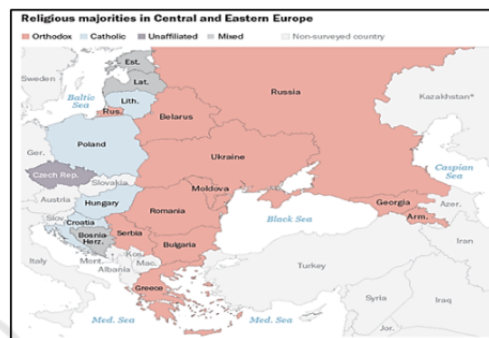 Religious majorities in Central and Eastern Europe
Orthodox Catholic Unaffiliated Mixed Non-surveyed country
Sweden
Est.
Lat.
Russia
Baltic
Sea
Lith.
Rus.
Kazakhstan*
Belarus
Ger.
Poland
Czech Rep.
Ukraine
Slovakia
Caspian
Sea
Austria
Hungary
Moldova
Slov.
Croatia
Romania
Georgia
Bosnia
Herz.
Serbia
Black Sea
Arm.
Azer.
Italy
Mont.
Kos.
Bulgaria
Mac.
Albania
Iran
Turkey
Greece
Syria
Iraq
Med. Sea
Med. Sea
Jor.